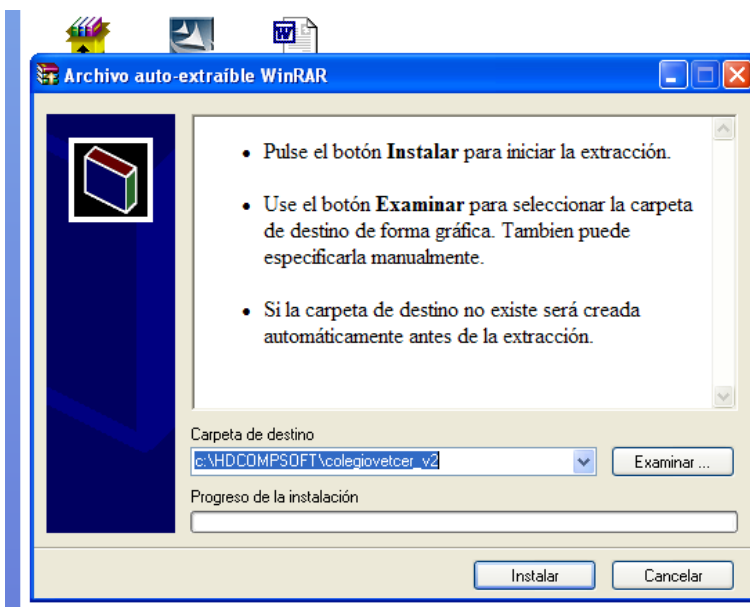 Archivo auto-extraíble WinRAR
Pulse el botón Instalar para iniciar la extracción.
Use el botón Examinar para seleccionar la carpeta
de destino de forma gráfica. Tambien puede
especificarla manualmente.
Si la carpeta de destino no existe será creada
automáticamente antes de la extracción.
Carpeta de destino
c:\HDCOMPSOFT\colegiovetcer_v2
Examinar ...
Progreso de la instalación
Instalar
Cancelar